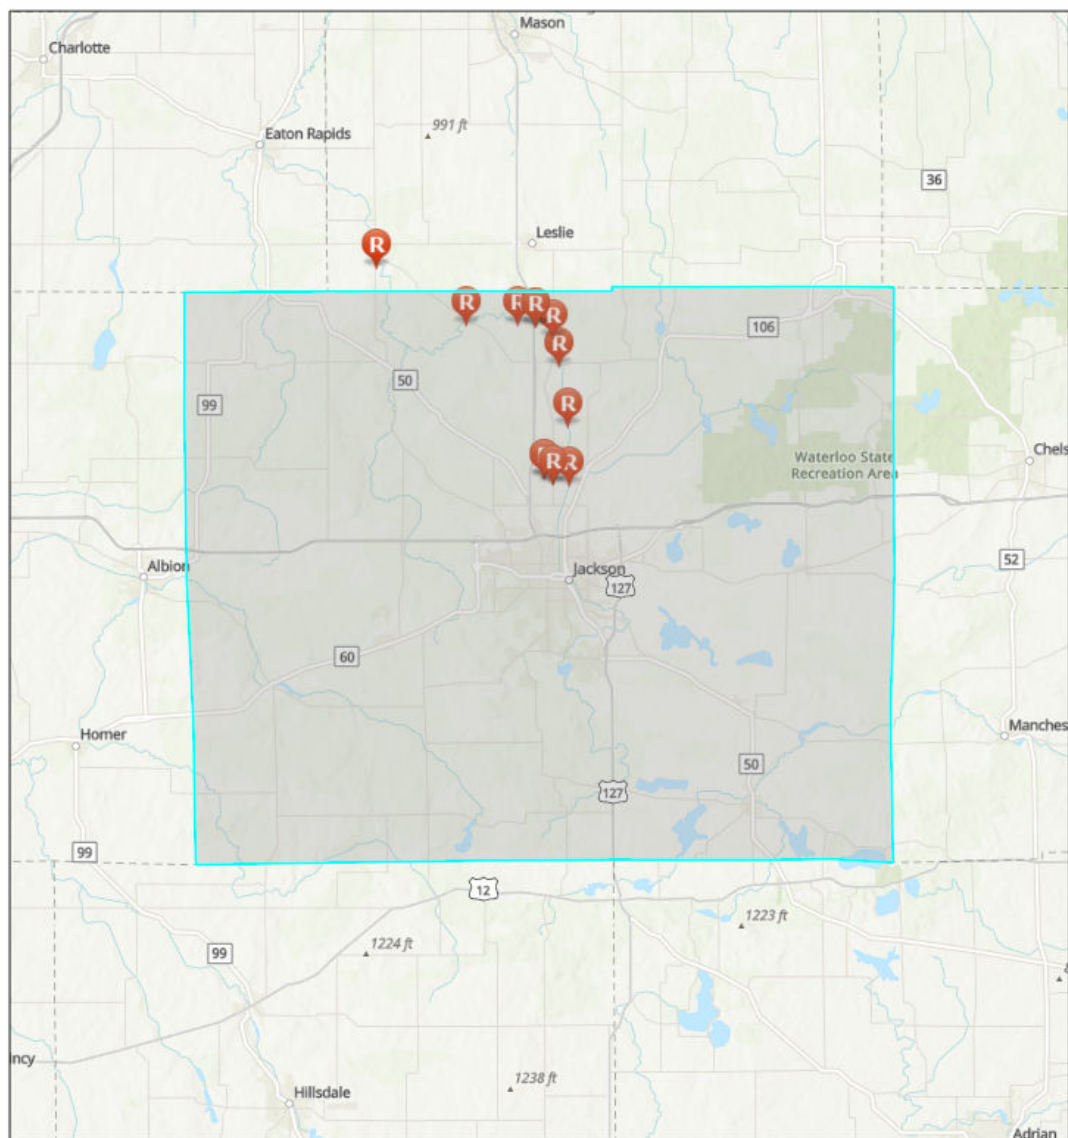 Mason
Charlotte
991 ft
Eaton Rapids
36
R
Leslie
R
R
R
R
106
R
50
99
R
R
R
Waterloo State
Recreation Area
Chels
Albion
52
Jackson
127
60
Homer
Manches
50
127
99
12
1223 ft
1224 ft
99
incy
1238 ft
Hillsdale
Adrian